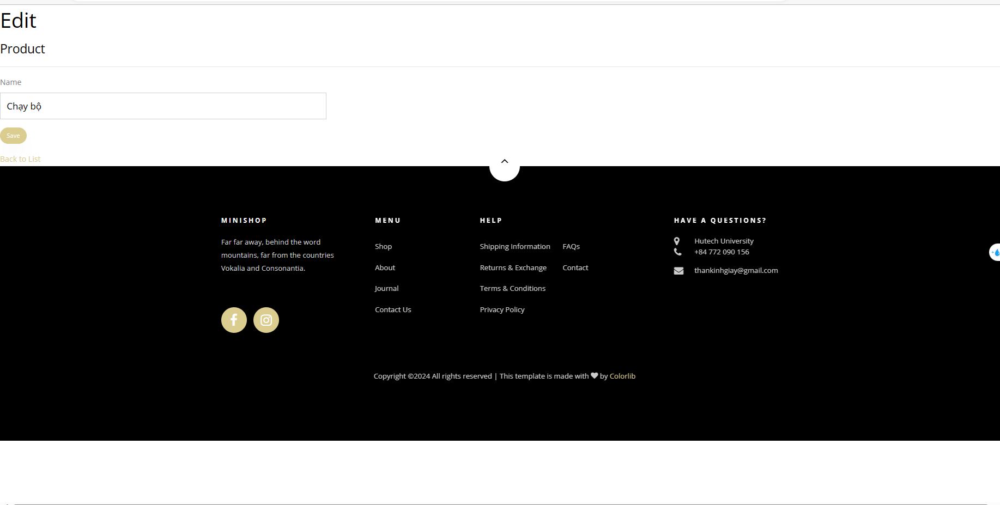 Edit
Product
Name
Chạy bộ
Save
Back to List
MINISHOP
Far far away, behind the word
mountains, far from the countries
Vokalia and Consonantia.
MENU
Shop
About
Journal
Contact Us
HELP
Shipping Information
Returns & Exchange
Terms & Conditions
Privacy Policy
FAQs
Contact
HAVE A QUESTIONS?
Hutech University
+84 772 090 156
thankinhgiay@gmail.com
Copyright ©2024 All rights reserved | This template is made with ♥ by Colorlib